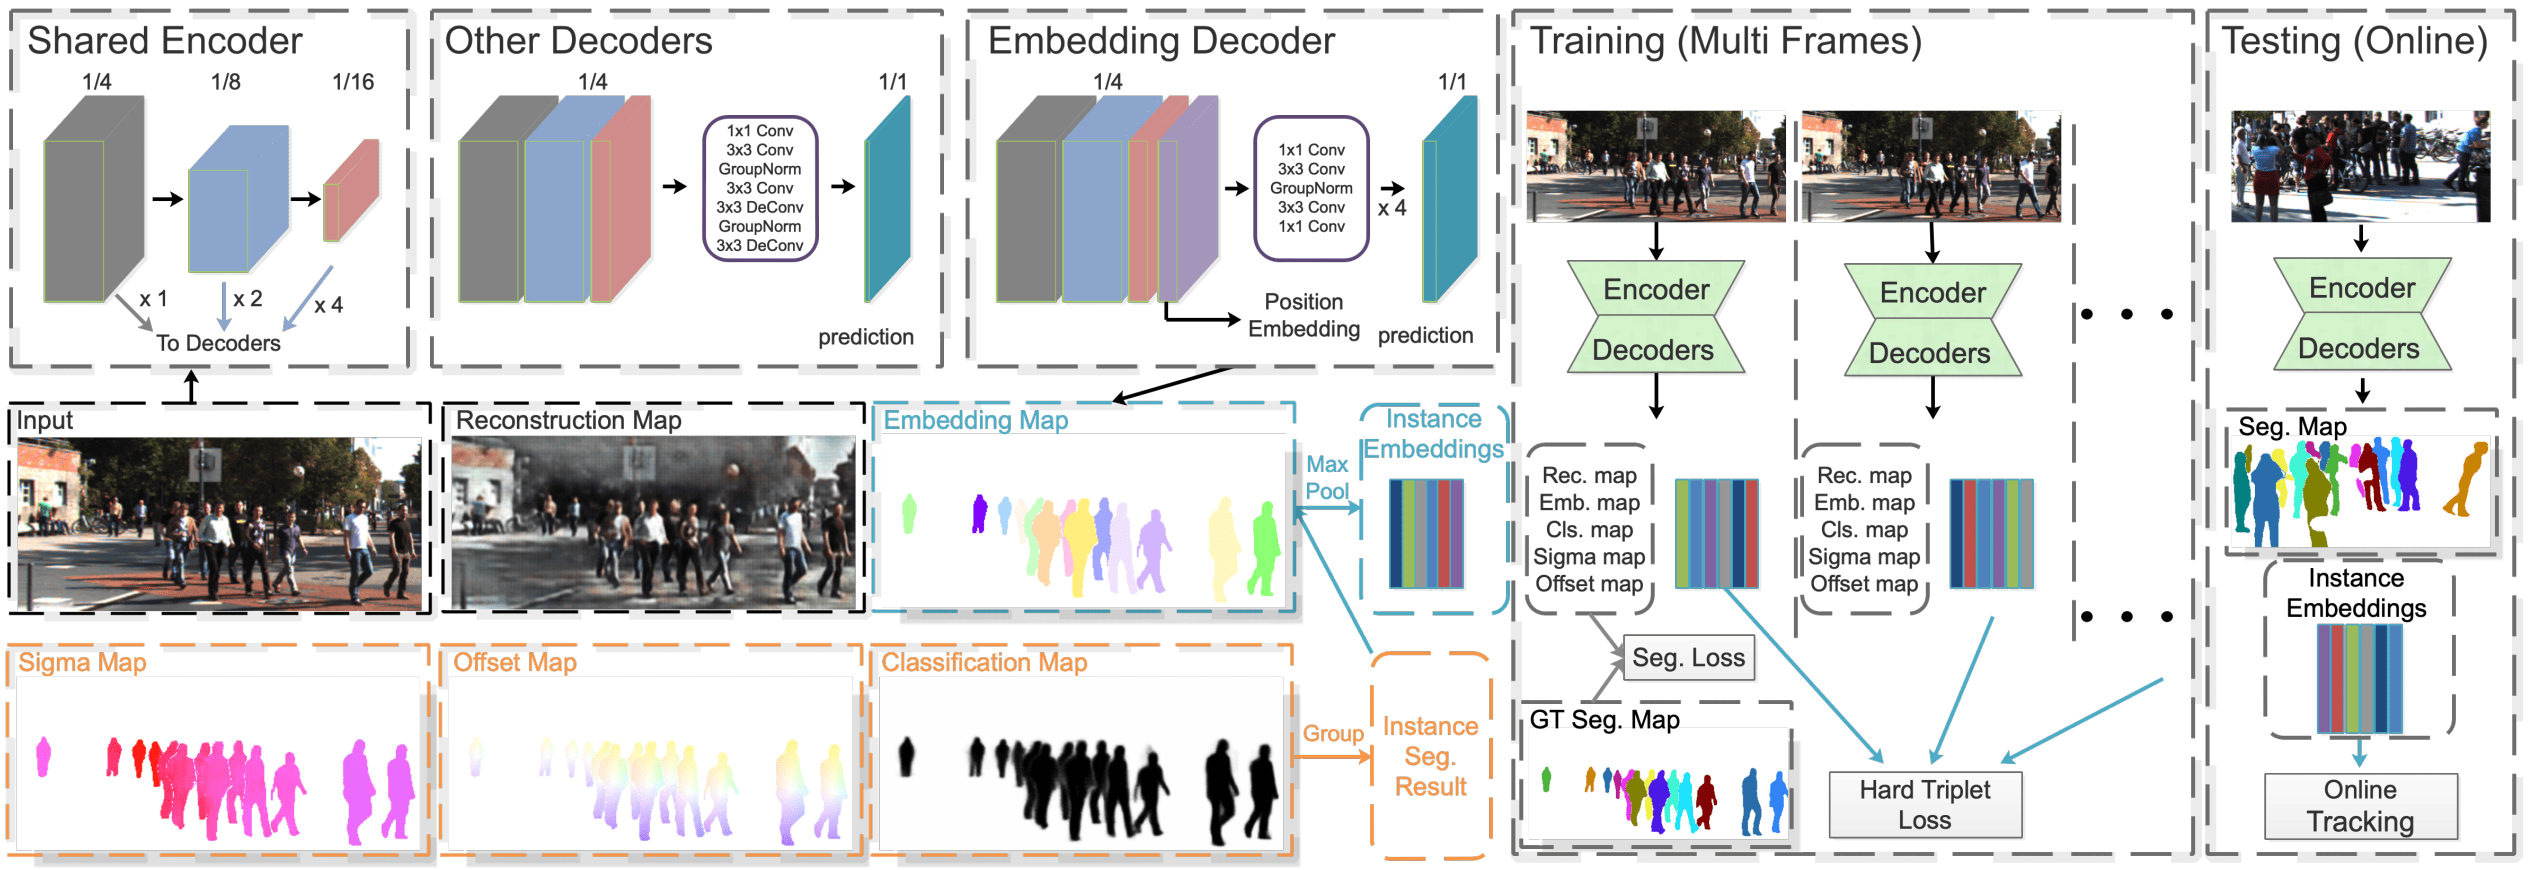 Shared Encoder
1/4
1/8
1/16
x 1
x 2
x 4
To Decoders
Other Decoders
1/4
1/1
1x1 Conv
3x3 Conv
GroupNorm
3x3 Conv
3x3 DeConv
GroupNorm
3x3 DeConv
prediction
Embedding Decoder
1/4
1/1
1x1 Conv
3x3 Conv
GroupNorm
3x3 Conv
1x1 Conv
x 4
Position
Embedding
prediction
Input
Reconstruction Map
Embedding Map
Max
Pool
Instance
Embeddings
Sigma Map
Offset Map
Classification Map
Group
Instance
Seg.
Result
Training (Multi Frames)
Encoder
Decoders
Encoder
Decoders
Rec. map
Emb. map
Cls. map
Sigma map
Offset map
Rec. map
Emb. map
Cls. map
Sigma map
Offset map
Seg. Loss
GT Seg. Map
Hard Triplet
Loss
Testing (Online)
Encoder
Decoders
Seg. Map
Instance
Embeddings
Online
Tracking